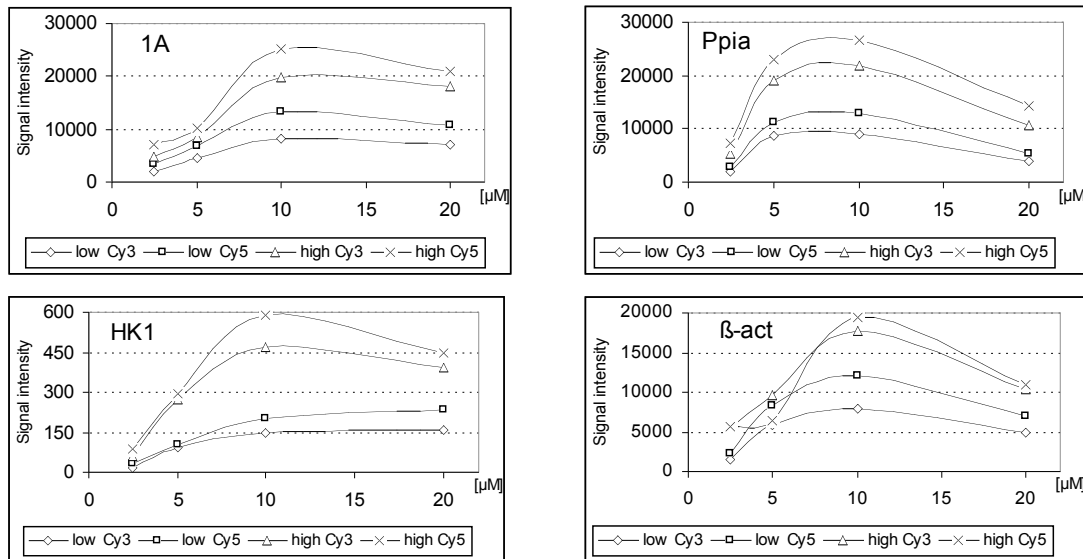 1A
Signal intensity
30000
20000
10000
0
0 5 10 15 20 [µM]
low Cy3 low Cy5 high Cy3 high Cy5
Ppia
Signal intensity
30000
20000
10000
0
0 5 10 15 20 [µM]
low Cy3 low Cy5 high Cy3 high Cy5
HK1
Signal intensity
600
450
300
150
0
0 5 10 15 20 [µM]
low Cy3 low Cy5 high Cy3 high Cy5
ß-act
Signal intensity
20000
15000
10000
5000
0
0 5 10 15 20 [µM]
low Cy3 low Cy5 high Cy3 high Cy5